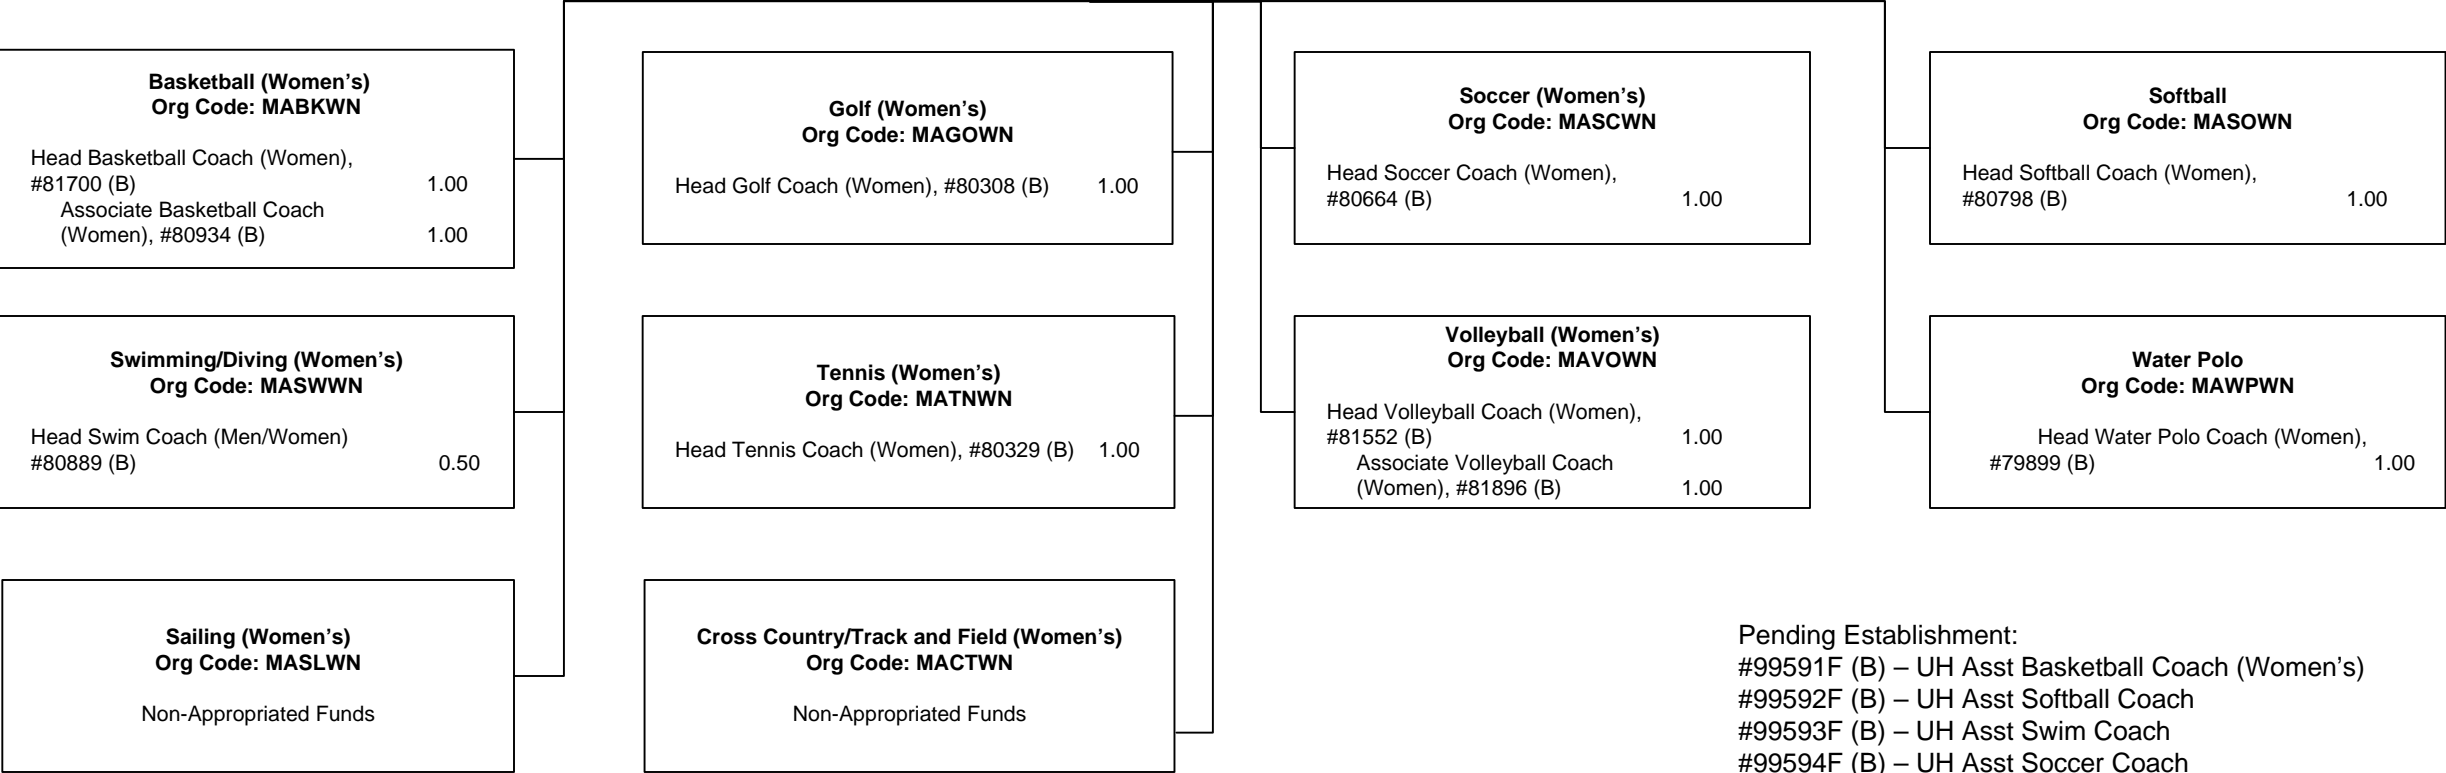 Basketball (Women’s)
Org Code: MABKWN
Head Basketball Coach (Women),
#81700 (B) 1.00
Associate Basketball Coach
(Women), #80934 (B) 1.00
Golf (Women’s)
Org Code: MAGOWN
Head Golf Coach (Women), #80308 (B) 1.00
Soccer (Women’s)
Org Code: MASCWN
Head Soccer Coach (Women),
#80664 (B) 1.00
Softball
Org Code: MASOWN
Head Softball Coach (Women),
#80798 (B) 1.00
Swimming/Diving (Women’s)
Org Code: MASWWN
Head Swim Coach (Men/Women)
#80889 (B) 0.50
Tennis (Women’s)
Org Code: MATNWN
Head Tennis Coach (Women), #80329 (B) 1.00
Volleyball (Women’s)
Org Code: MAVOWN
Head Volleyball Coach (Women),
#81552 (B) 1.00
Associate Volleyball Coach
(Women), #81896 (B) 1.00
Water Polo
Org Code: MAWPWN
Head Water Polo Coach (Women),
#79899 (B) 1.00
Sailing (Women’s)
Org Code: MASLWN
Non-Appropriated Funds
Cross Country/Track and Field (Women’s)
Org Code: MACTWN
Non-Appropriated Funds
Pending Establishment:
#99591F (B) – UH Asst Basketball Coach (Women’s)
#99592F (B) – UH Asst Softball Coach
#99593F (B) – UH Asst Swim Coach
#99594F (B) – UH Asst Soccer Coach